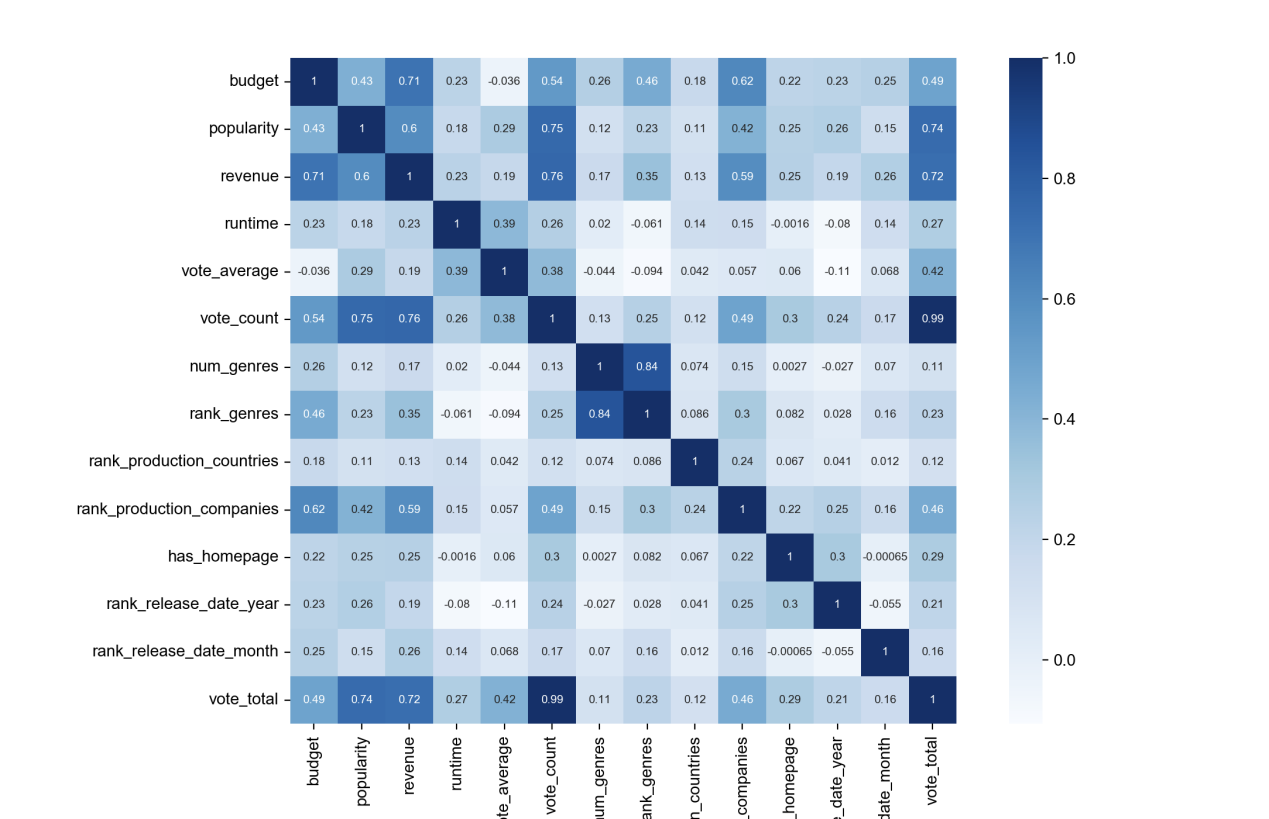 1.0
budget 1 0.43 0.71 0.23 -0.036 0.54 0.26 0.46 0.18 0.62 0.22 0.23 0.25 0.49
popularity 0.43 1 0.6 0.18 0.29 0.75 0.12 0.23 0.11 0.42 0.25 0.26 0.15 0.74
revenue 0.71 0.6 1 0.23 0.19 0.76 0.17 0.35 0.13 0.59 0.25 0.19 0.26 0.72
0.8
runtime 0.23 0.18 0.23 1 0.39 0.26 0.02 -0.061 0.14 0.15 -0.0016 -0.08 0.14 0.27
vote_average -0.036 0.29 0.19 0.39 1 0.38 -0.044 -0.094 0.042 0.057 0.06 -0.11 0.068 0.42
0.6
vote_count 0.54 0.75 0.76 0.26 0.38 1 0.13 0.25 0.12 0.49 0.3 0.24 0.17 0.99
num_genres 0.26 0.12 0.17 0.02 -0.044 0.13 1 0.84 0.074 0.15 0.0027 -0.027 0.07 0.11
rank_genres 0.46 0.23 0.35 -0.061 -0.094 0.25 0.84 1 0.086 0.3 0.082 0.028 0.16 0.23
0.4
rank_production_countries 0.18 0.11 0.13 0.14 0.042 0.12 0.074 0.086 1 0.24 0.067 0.041 0.012 0.12
rank_production_companies 0.62 0.42 0.59 0.15 0.057 0.49 0.15 0.3 0.24 1 0.22 0.25 0.16 0.46
0.2
has_homepage 0.22 0.25 0.25 -0.0016 0.06 0.3 0.0027 0.082 0.067 0.22 1 0.3 -0.00065 0.29
rank_release_date_year 0.23 0.26 0.19 -0.08 -0.11 0.24 -0.027 0.028 0.041 0.25 0.3 1 -0.055 0.21
rank_release_date_month 0.25 0.15 0.26 0.14 0.068 0.17 0.07 0.16 0.012 0.16 -0.00065 -0.055 1 0.16
0.0
vote_total 0.49 0.74 0.72 0.27 0.42 0.99 0.11 0.23 0.12 0.46 0.29 0.21 0.16 1
budget
popularity
revenue
runtime
te_average
vote_count
um_genres
ank_genres
n_countries
_companies
_homepage
_date_year
date_month
vote_total